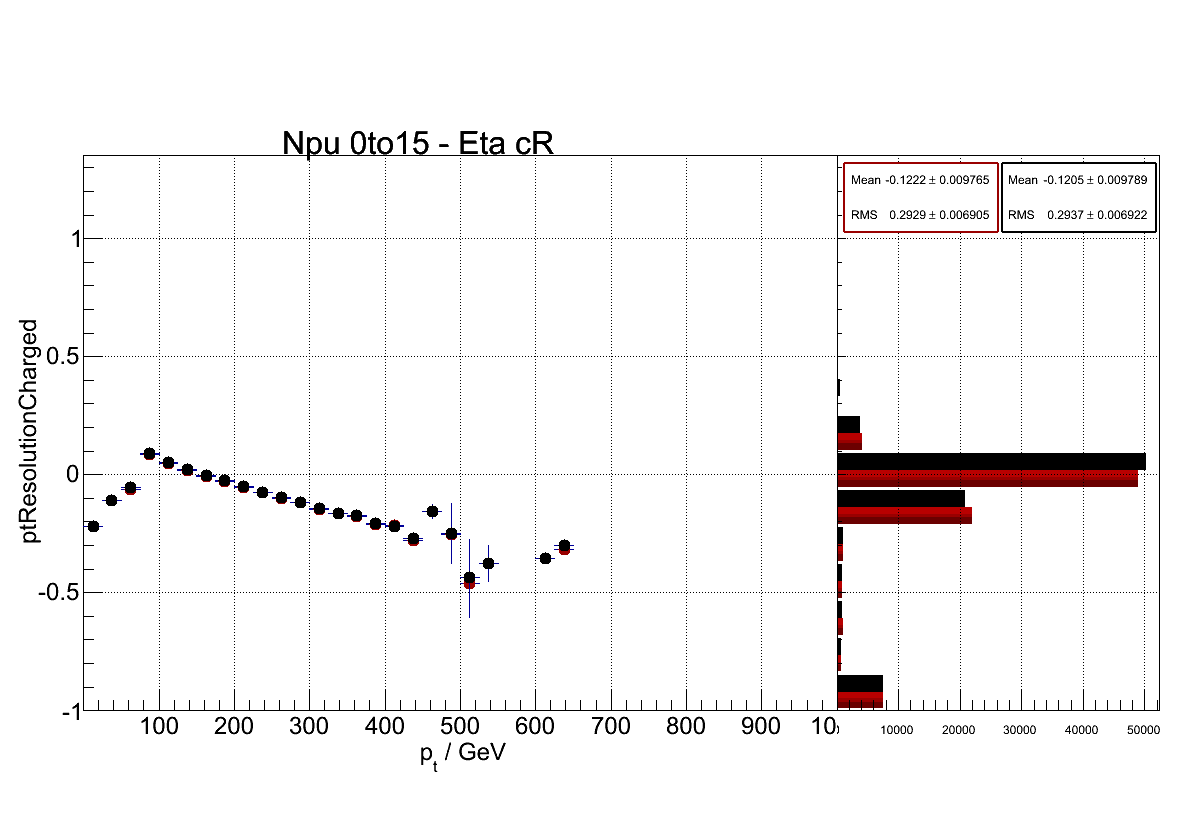 Npu 0to15 - Eta cR
Mean -0.1222 ± 0.009765
RMS 0.2929 ± 0.006905
Mean -0.1205 ± 0.009789
RMS 0.2937 ± 0.006922
ptResolutionCharged
1
0.5
0
-0.5
-1
100 200 300 400 500 600 700 800 900 10
10000 20000 30000 40000 50000
p_t / GeV